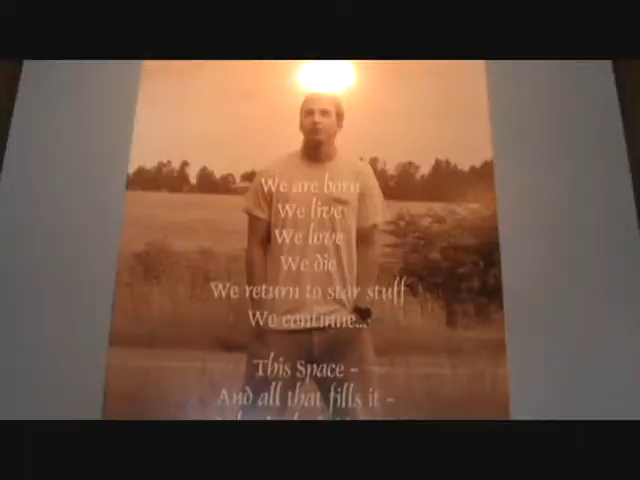 We are born
We live
We love
We die
We return to star stuff
We continue...
This Space -
And all that fills it -